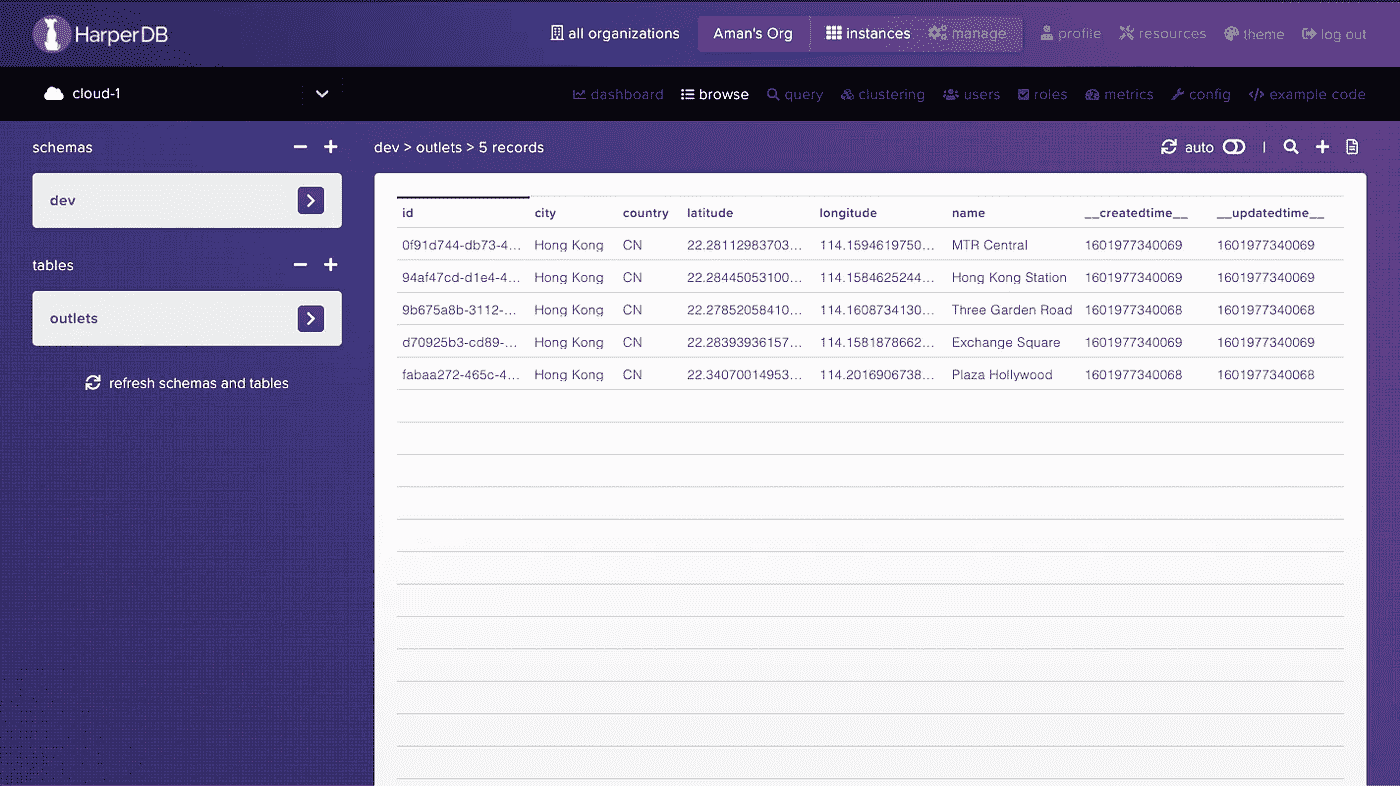 HarperDB all organizations Aman's Org instances manage profile resources theme log out
cloud-1 dashboard browse query clustering users roles metrics config </> example code
schemas
dev
tables
outlets
refresh schemas and tables
dev > outlets > 5 records auto
id city country latitude longitude name __createdtime__ __updatedtime__
0f91d744-db73-4... Hong Kong CN 22.28112983703... 114.1594619750... MTR Central 1601977340069 1601977340069
94af47cd-d1e4-4... Hong Kong CN 22.28445053100... 114.1584625244... Hong Kong Station 1601977340069 1601977340069
9b675a8b-3112-... Hong Kong CN 22.27852058410... 114.1608734130... Three Garden Road 1601977340068 1601977340068
d70925b3-cd89-... Hong Kong CN 22.28393936157... 114.1581878662... Exchange Square 1601977340069 1601977340069
fabaa272-465c-4... Hong Kong CN 22.34070014953... 114.2016906738... Plaza Hollywood 1601977340068 1601977340068